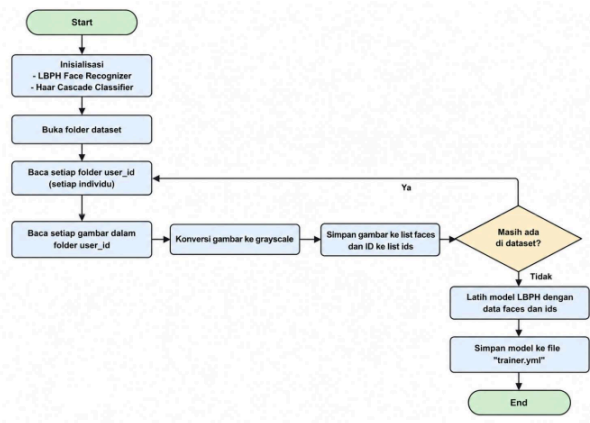 Start
Inisialisasi
- LBPH Face Recognizer
- Haar Cascade Classifier
Buka folder dataset
Baca setiap folder user_id
(setiap individu)
Ya
Baca setiap gambar dalam
folder user_id
Konversi gambar ke grayscale
Simpan gambar ke list faces
dan ID ke list ids
Masih ada
di dataset?
Tidak
Latih model LBPH dengan
data faces dan ids
Simpan model ke file
"trainer.yml"
End